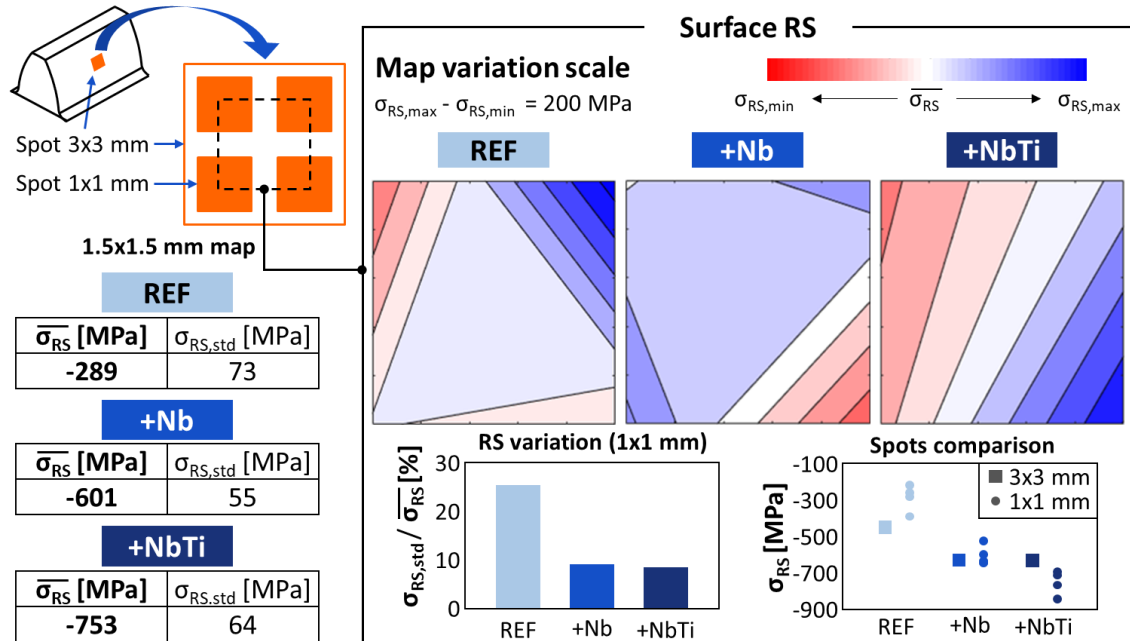 Surface RS
Map variation scale
σRS,max - σRS,min = 200 MPa
σRS,min
σRS
σRS,max
Spot 3x3 mm
Spot 1x1 mm
1.5x1.5 mm map
REF
+Nb
+NbTi
REF
σRS [MPa]
σRS,std [MPa]
-289
73
+Nb
σRS [MPa]
σRS,std [MPa]
-601
55
+NbTi
σRS [MPa]
σRS.std [MPa]
-753
64
RS variation (1x1 mm)
σRS,std / σRS [%]
30
20
10
0
REF
+Nb
+NbTi
Spots comparison
σRS [MPa]
-100
-300
-500
-700
-900
3x3 mm
1x1 mm
REF
+Nb
+NbTi